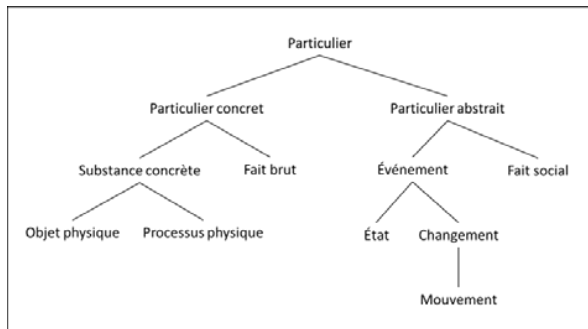 Particulier
Particulier concret
Particulier abstrait
Substance concrète
Fait brut
Événement
Fait social
Objet physique
Processus physique
État
Changement
Mouvement